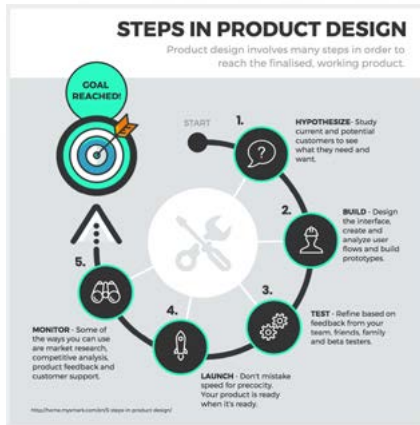 STEPS IN PRODUCT DESIGN
Product design involves many steps in order to
reach the finalised, working product.
GOAL
REACHED!
START
1.
HYPOTHESIZE - Study
current and potential
customers to see
what they need and
want.
2.
BUILD - Design
the interface,
create and
analyze user
flows and build
prototypes.
3.
TEST - Refine based on
feedback from your
team, friends, family
and beta testers.
4.
LAUNCH - Don't mistake
speed for precocity.
Your product is ready
when it's ready.
5.
MONITOR - Some of
the ways you can use
are market research,
competitive analysis,
product feedback and
customer support.